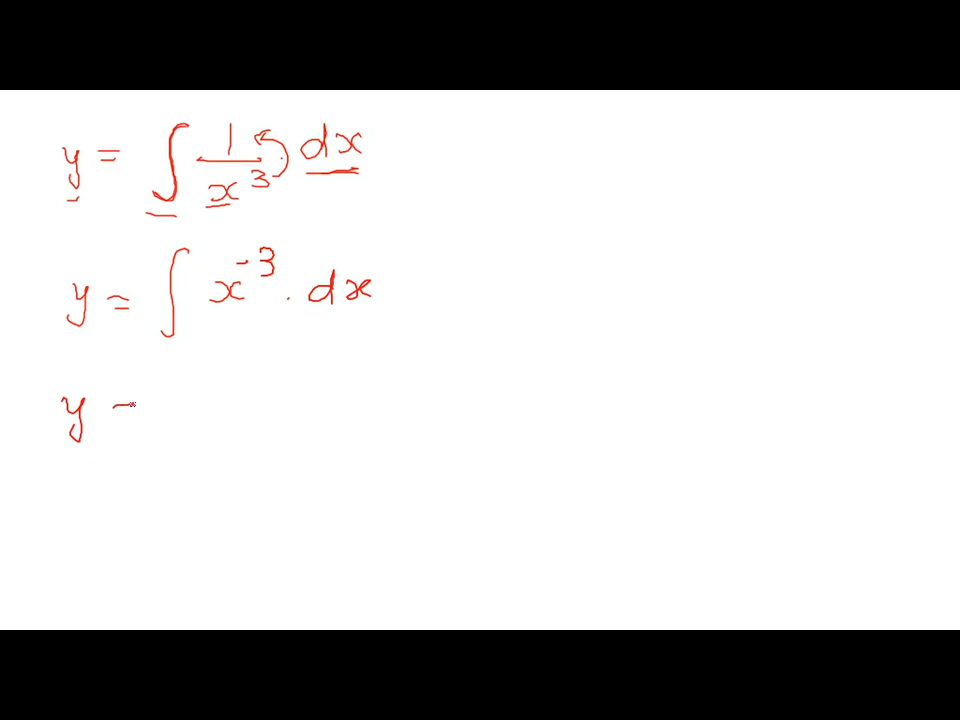 y = ∫ 1/x³ dx
y = ∫ x⁻³ . dx
y -